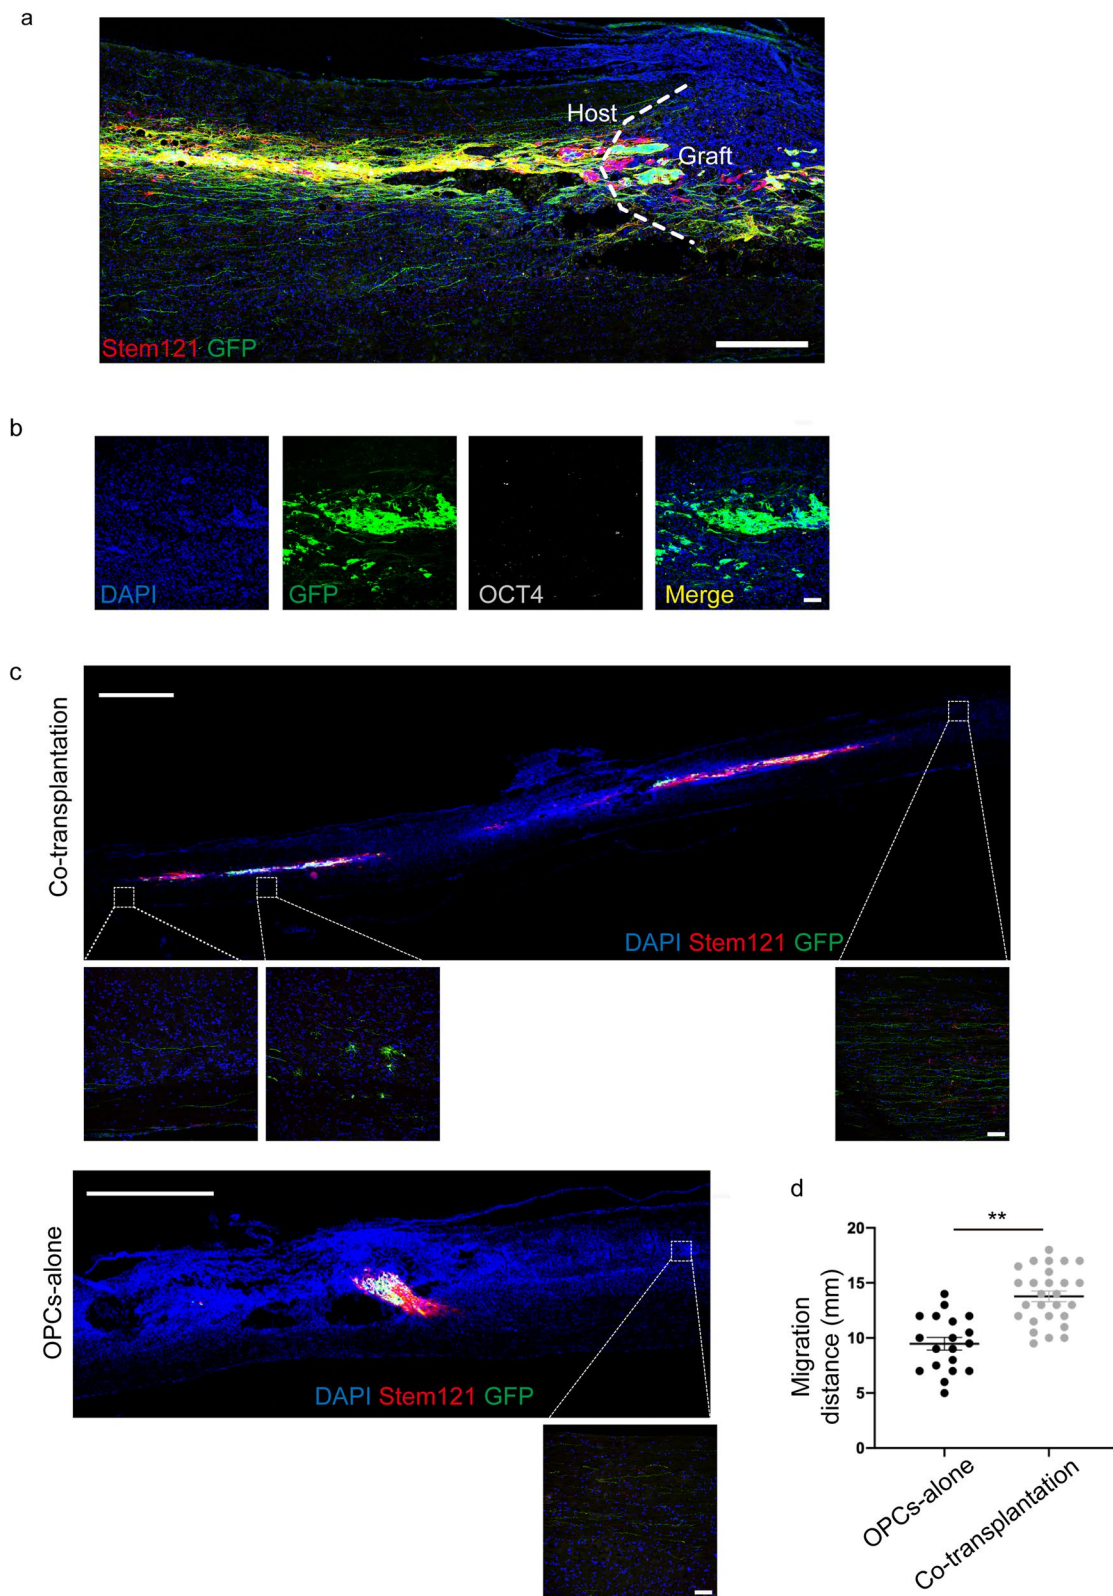 a
Host
Graft
Stem121 GFP
b
DAPI
GFP
OCT4
Merge
c
Co-transplantation
DAPI Stem121 GFP
OPCs-alone
DAPI Stem121 GFP
d
**
20
15
10
5
0
Migration
distance (mm)
OPCs-alone
Co-transplantation